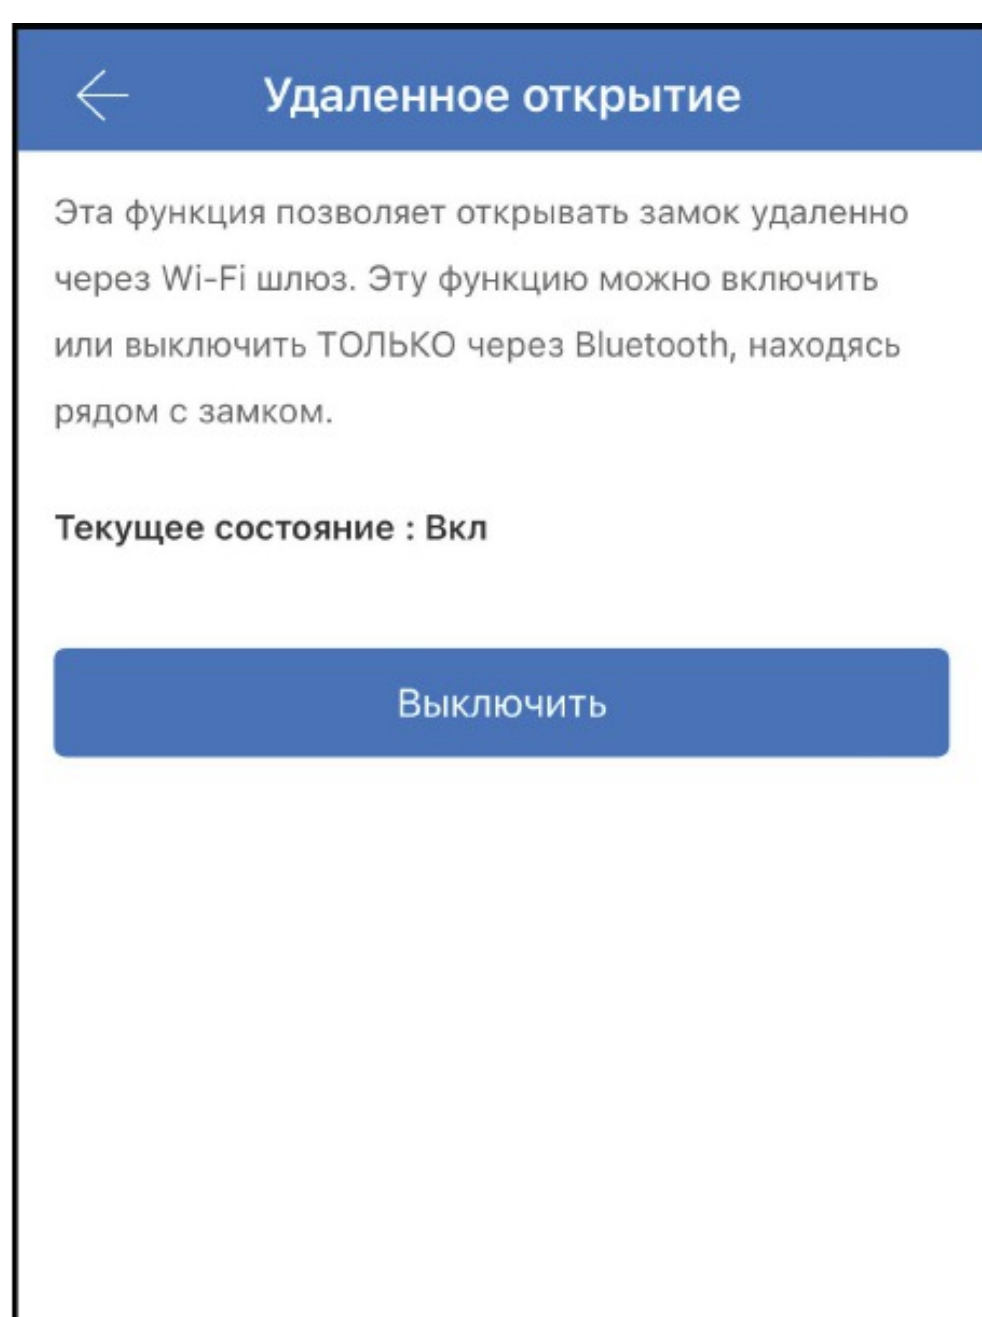 Удаленное открытие
Эта функция позволяет открывать замок удаленно
через Wi-Fi шлюз. Эту функцию можно включить
или выключить ТОЛЬКО через Bluetooth, находясь
рядом с замком.
Текущее состояние : Вкл
Выключить